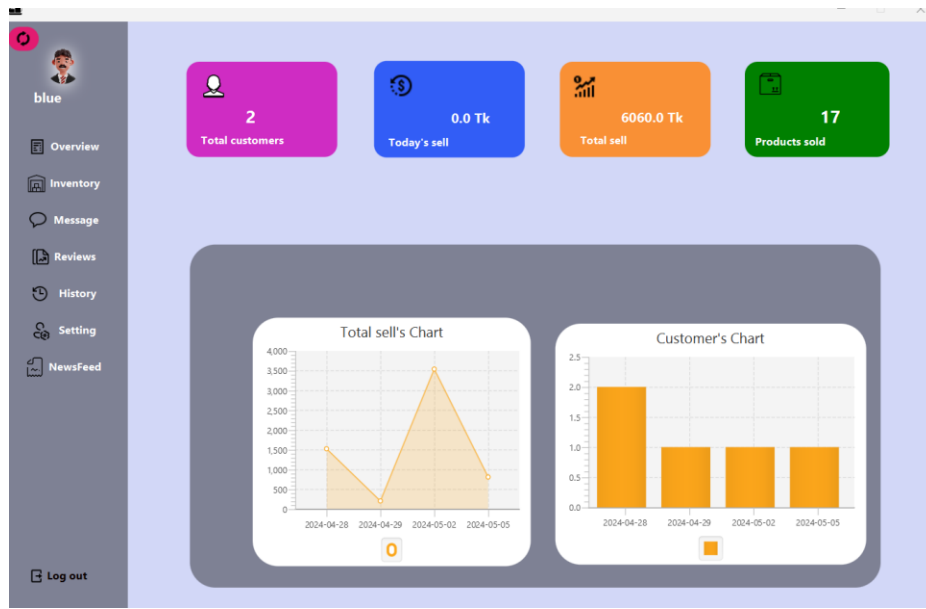 blue
Overview
Inventory
Message
Reviews
History
Setting
NewsFeed
Log out
2
Total customers
0.0 Tk
Today's sell
6060.0 Tk
Total sell
17
Products sold
Total sell's Chart
4,000
3,500
3,000
2,500
2,000
1,500
1,000
500
0
2024-04-28 2024-04-29 2024-05-02 2024-05-05
Customer's Chart
2.5
2.0
1.5
1.0
0.5
0.0
2024-04-28 2024-04-29 2024-05-02 2024-05-05